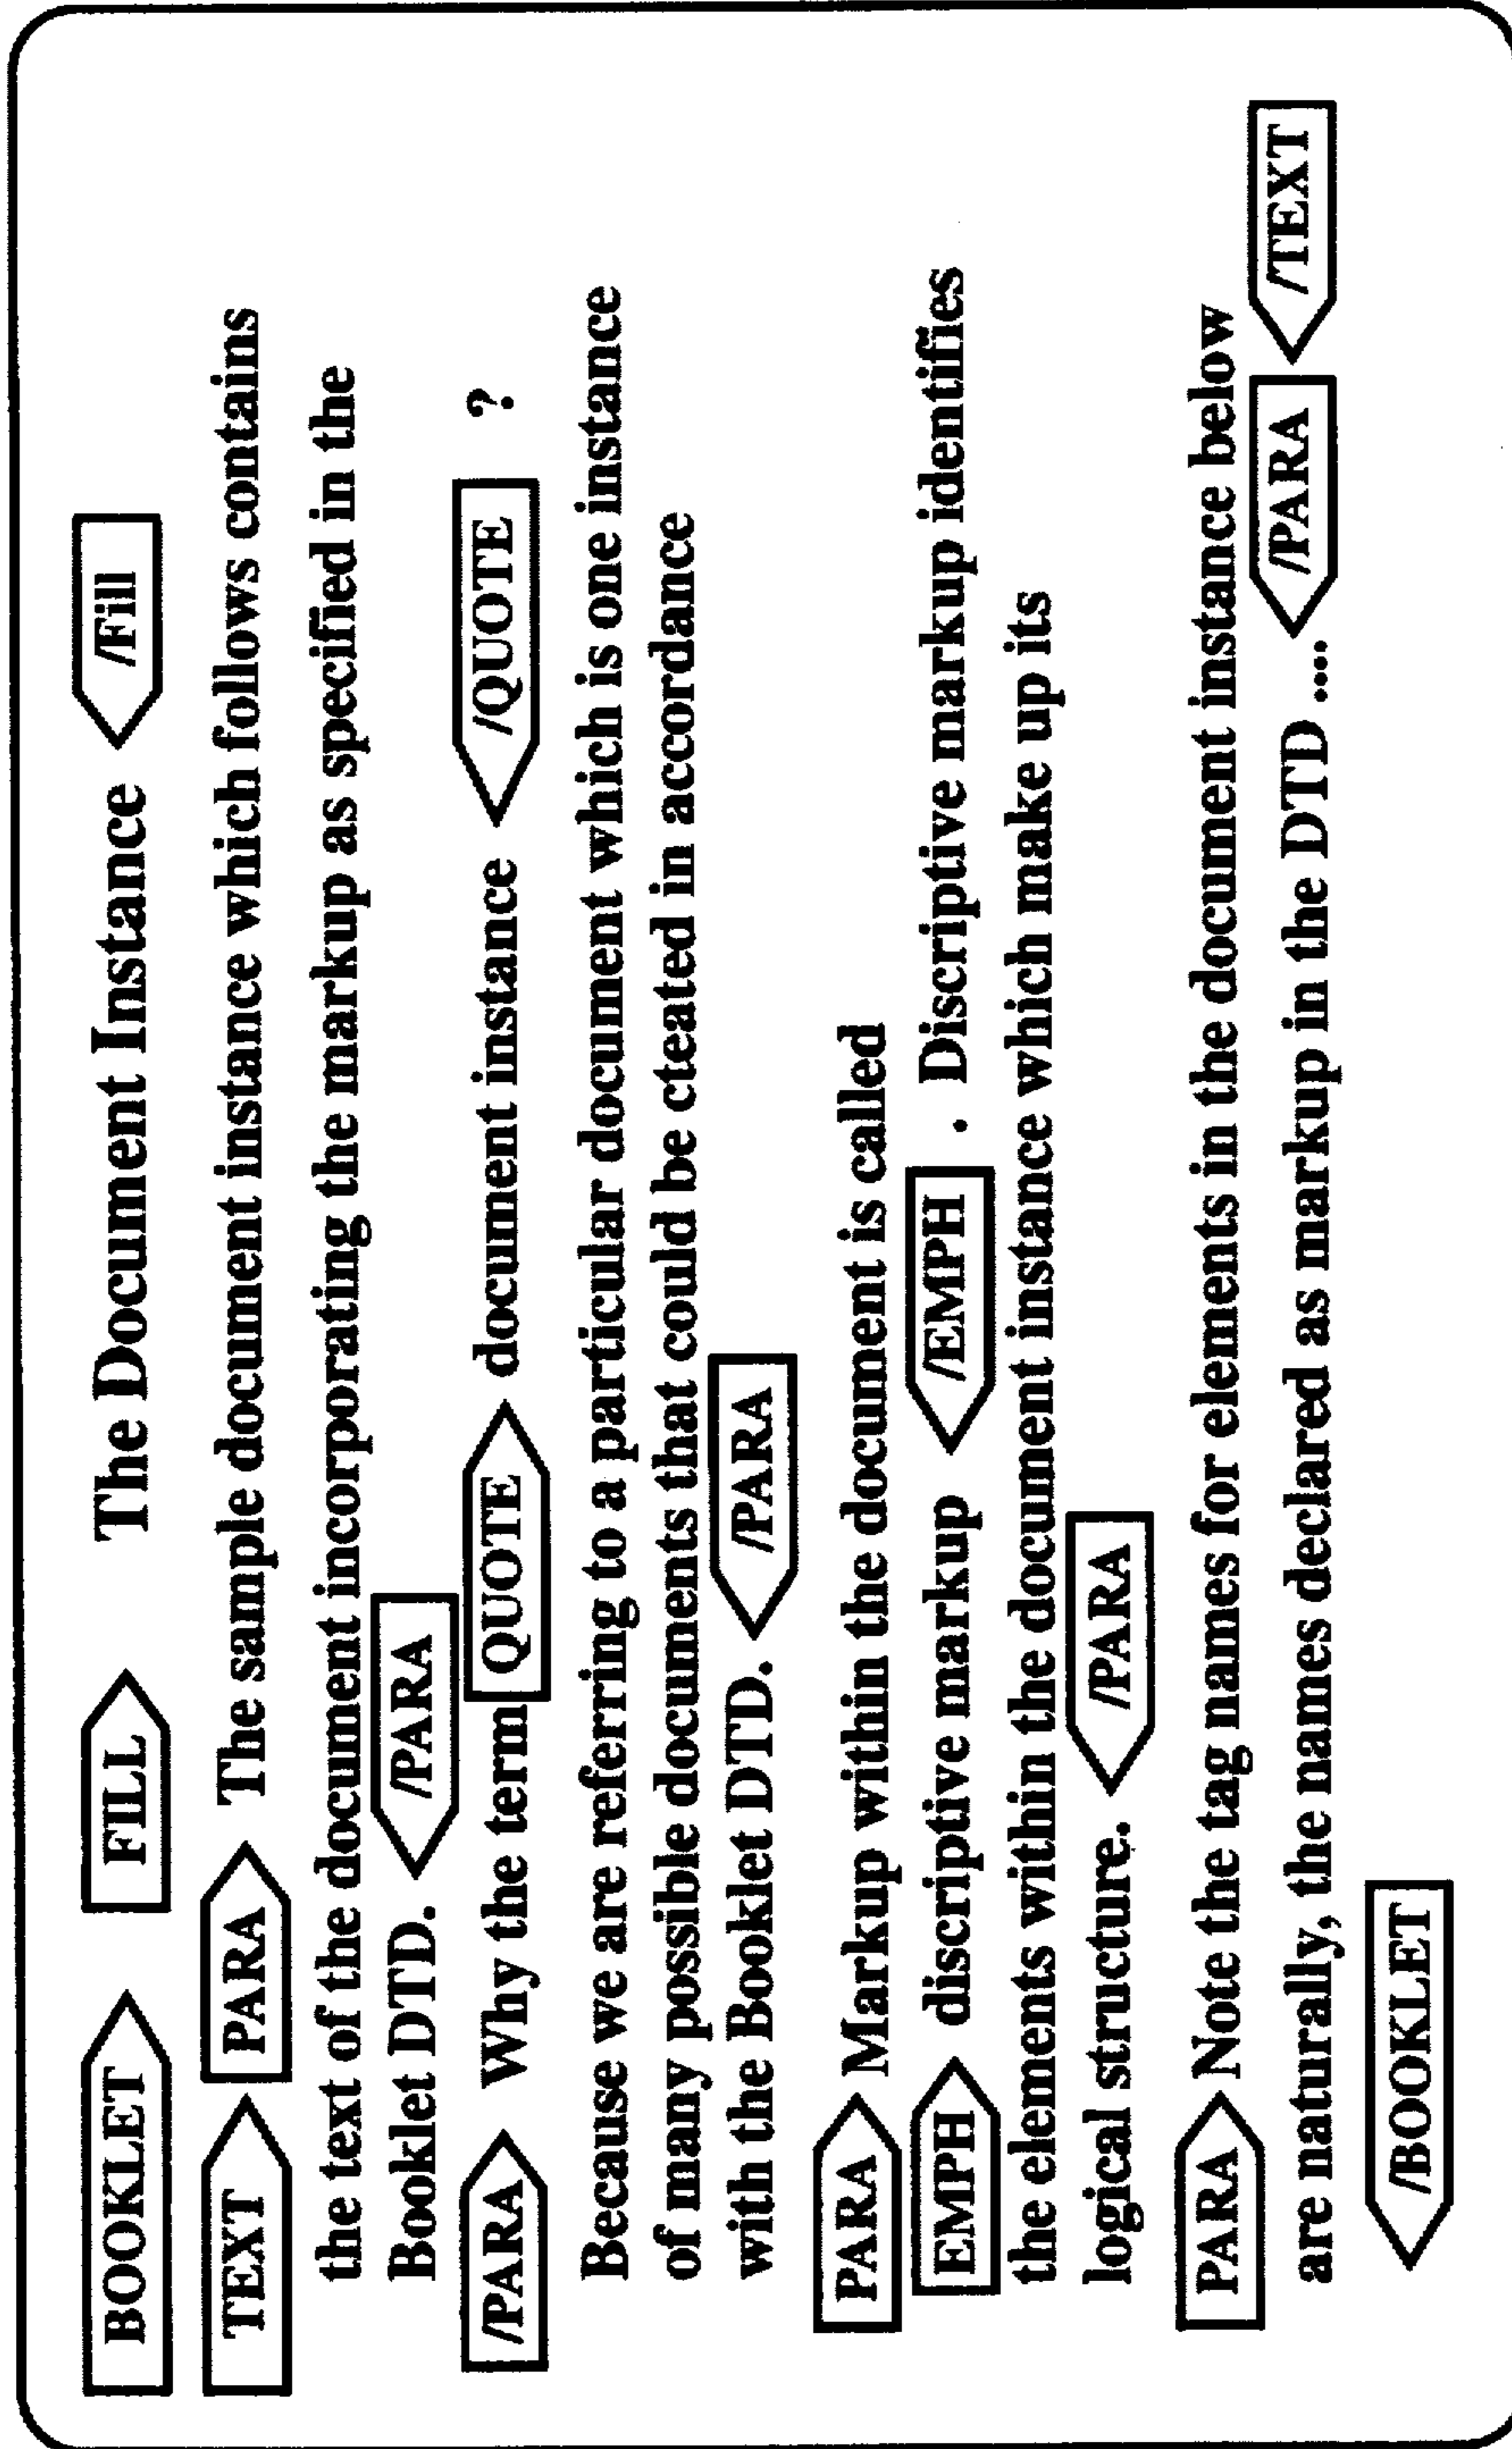 BOOKLET FILL The Document Instance /Fill
TEXT PARA The sample document instance which follows contains
the text of the document incorporating the markup as specified in the
Booklet DTD. /PARA
/PARA Why the term QUOTE document instance /QUOTE ?
Because we are referring to a particular document which is one instance
of many possible documents that could be cteated in accordance
with the Booklet DTD. /PARA
PARA Markup within the document is called
EMPH discriptive markup /EMPH . Discriptive markup identifies
the elements within the document instance which make up its
logical structure. /PARA
PARA Note the tag names for elements in the document instance below
are naturally, the names declared as markup in the DTD .... /PARA /TEXT
/BOOKLET